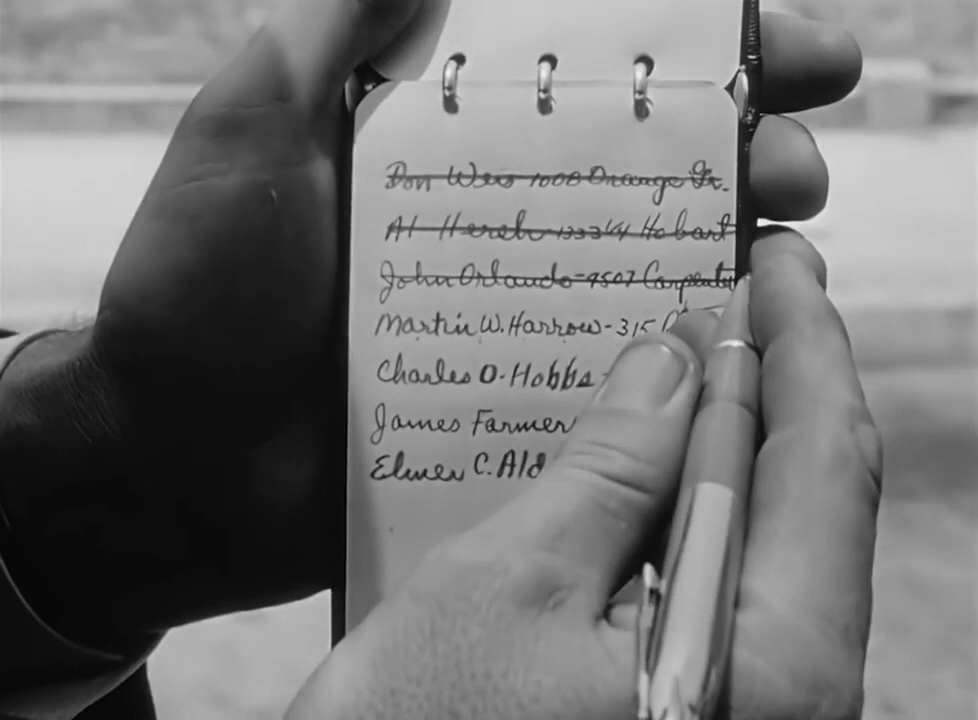 Don Weis 1000 Orange Gr.
Al Hersh-1333¼ Hobart
John Orlando-9507 Carpenter
Martin W. Harrow-315
Charles O. Hobbs-
James Farmer
Elmer C. Ald